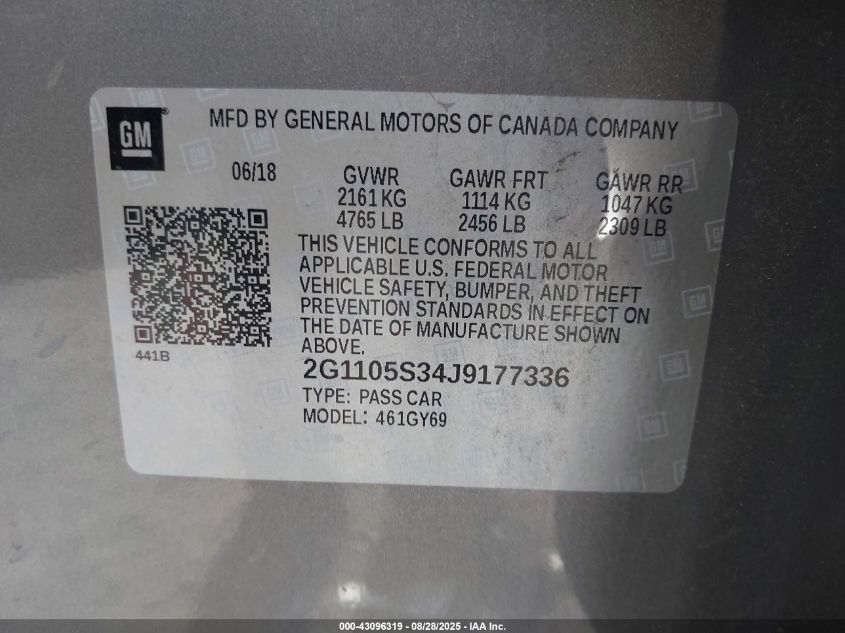 GM®
MFD BY GENERAL MOTORS OF CANADA COMPANY
06/18
GVWR GAWR FRT GAWR RR
2161 KG 1114 KG 1047 KG
4765 LB 2456 LB 2309 LB
THIS VEHICLE CONFORMS TO ALL
APPLICABLE U.S. FEDERAL MOTOR
VEHICLE SAFETY, BUMPER, AND THEFT
PREVENTION STANDARDS IN EFFECT ON
THE DATE OF MANUFACTURE SHOWN
ABOVE.
441B
2G1105S34J9177336
TYPE: PASS CAR
MODEL: 461GY69
000-43096319 - 08/28/2025 - IAA Inc.